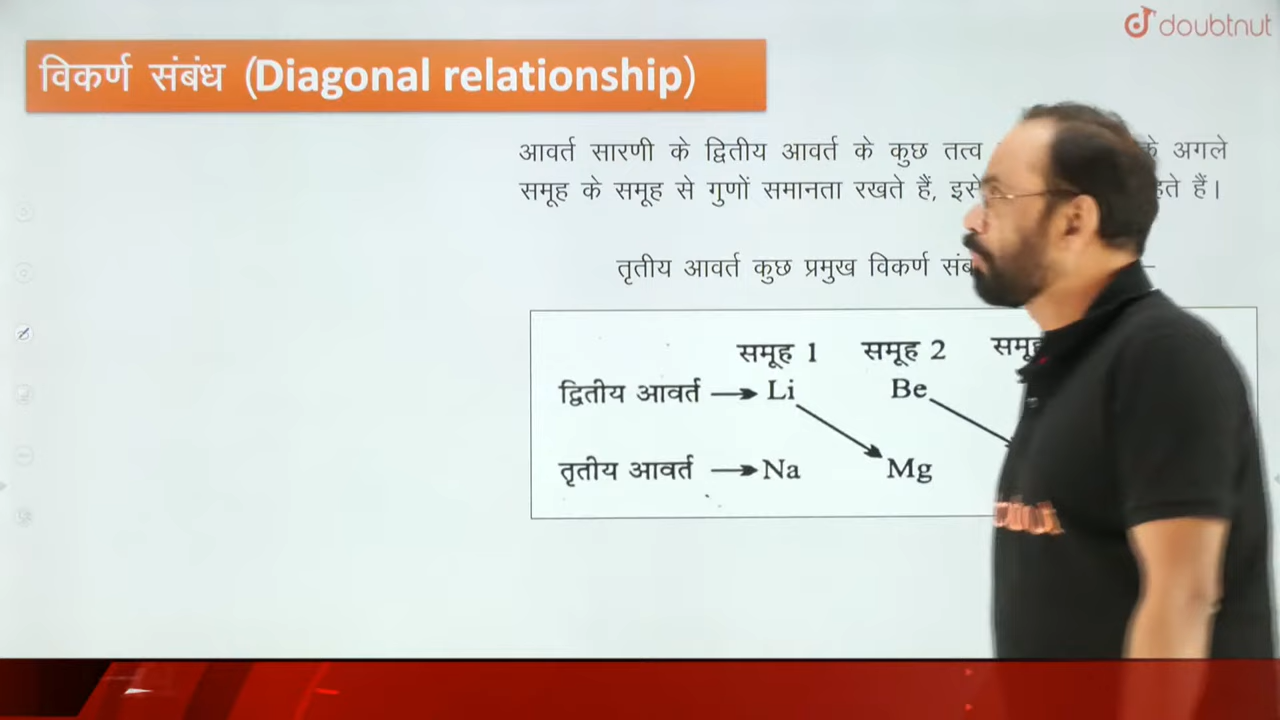 doubtnut
विकर्ण संबंध (Diagonal relationship)
आवर्त सारणी के द्वितीय आवर्त के कुछ तत्व के अगले
समूह के समूह से गुणों समानता रखते हैं, इसे हैं।
तृतीय आवर्त कुछ प्रमुख विकर्ण –
समूह 1 समूह 2
द्वितीय आवर्त → Li Be
तृतीय आवर्त → Na Mg